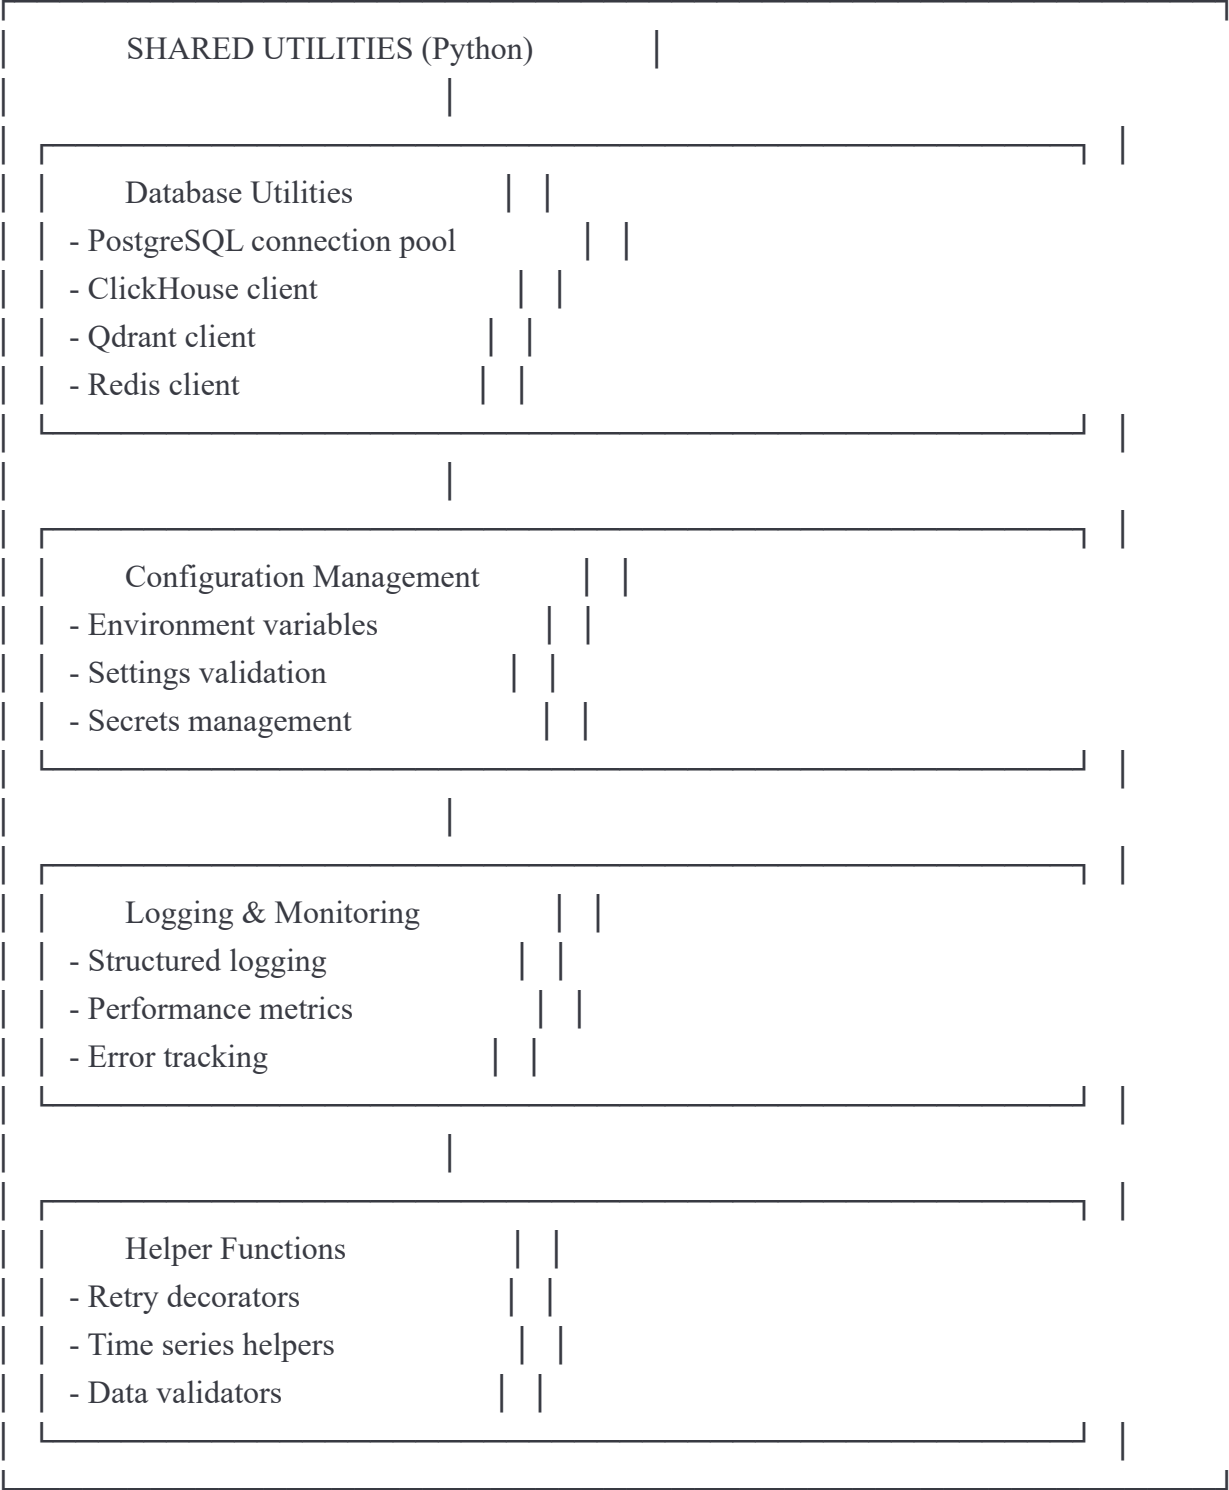 SHARED UTILITIES (Python)
Database Utilities
- PostgreSQL connection pool
- ClickHouse client
- Qdrant client
- Redis client
Configuration Management
- Environment variables
- Settings validation
- Secrets management
Logging & Monitoring
- Structured logging
- Performance metrics
- Error tracking
Helper Functions
- Retry decorators
- Time series helpers
- Data validators